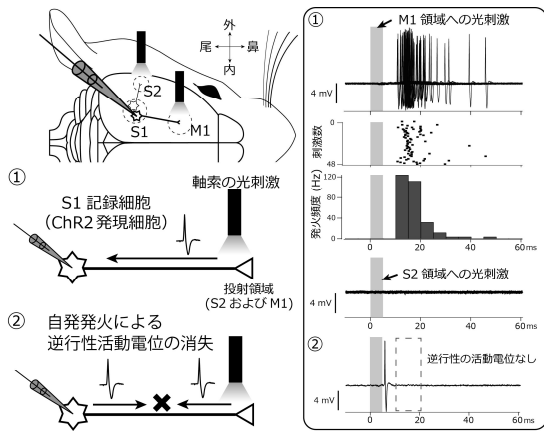 外
尾
鼻
内
S2
S1
M1
①
S1 記録細胞
(ChR2 発現細胞)
軸索の光刺激
投射領域
(S2 および M1)
②
自発発火による
逆行性活動電位の消失
①
M1 領域への光刺激
4 mV
0
刺激数
48
発火頻度 (Hz)
120
80
40
0
0
20
40
60 ms
S2 領域への光刺激
4 mV
0
20
40
60 ms
②
逆行性の活動電位なし
4 mV
0
20
40
60 ms